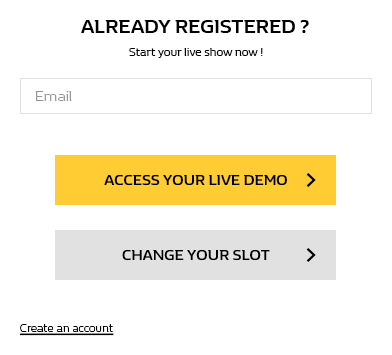 ALREADY REGISTERED ?
Start your live show now !
Email
ACCESS YOUR LIVE DEMO
CHANGE YOUR SLOT
Create an account